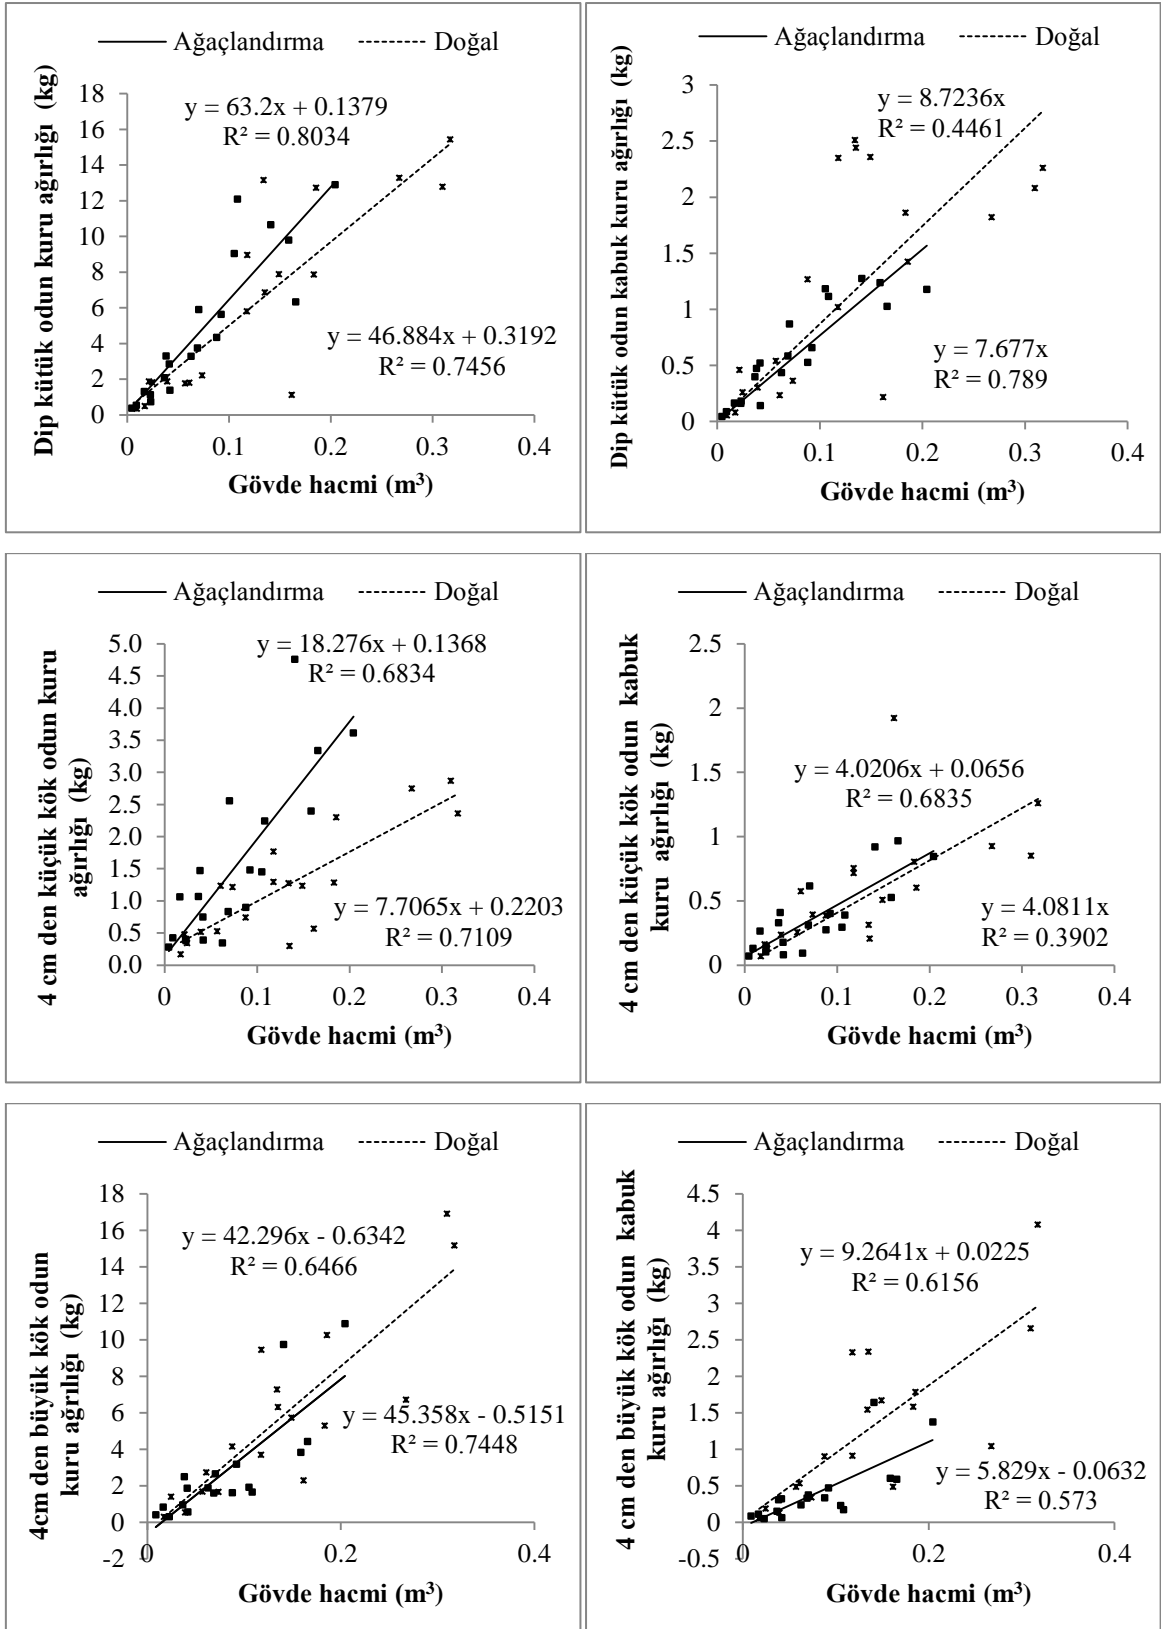 Ağaçlandırma Doğal
Dip kütük odun kuru ağırlığı (kg)
18
16
14
12
10
8
6
4
2
0
y = 63.2x + 0.1379
R² = 0.8034
y = 46.884x + 0.3192
R² = 0.7456
0 0.1 0.2 0.3 0.4
Gövde hacmi (m³)
Ağaçlandırma Doğal
Dip kütük odun kabuk kuru ağırlığı (kg)
3
2.5
2
1.5
1
0.5
0
y = 8.7236x
R² = 0.4461
y = 7.677x
R² = 0.789
0 0.1 0.2 0.3 0.4
Gövde hacmi (m³)
Ağaçlandırma Doğal
4 cm den küçük kök odun kuru
ağırlığı (kg)
5.0
4.5
4.0
3.5
3.0
2.5
2.0
1.5
1.0
0.5
0.0
y = 18.276x + 0.1368
R² = 0.6834
y = 7.7065x + 0.2203
R² = 0.7109
0 0.1 0.2 0.3 0.4
Gövde hacmi (m³)
Ağaçlandırma Doğal
4 cm den küçük kök odun kabuk
kuru ağırlığı (kg)
2.5
2
1.5
1
0.5
0
y = 4.0206x + 0.0656
R² = 0.6835
y = 4.0811x
R² = 0.3902
0 0.1 0.2 0.3 0.4
Gövde hacmi (m³)
Ağaçlandırma Doğal
4cm den büyük kök odun
kuru ağrılığı (kg)
18
16
14
12
10
8
6
4
2
0
-2
y = 42.296x - 0.6342
R² = 0.6466
y = 45.358x - 0.5151
R² = 0.7448
0 0.2 0.4
Gövde hacmi (m³)
Ağaçlandırma Doğal
4 cm den büyük kök odun kabuk
kuru ağırlığı (kg)
4.5
4
3.5
3
2.5
2
1.5
1
0.5
0
-0.5
y = 9.2641x + 0.0225
R² = 0.6156
y = 5.829x - 0.0632
R² = 0.573
0 0.2 0.4
Gövde hacmi (m³)